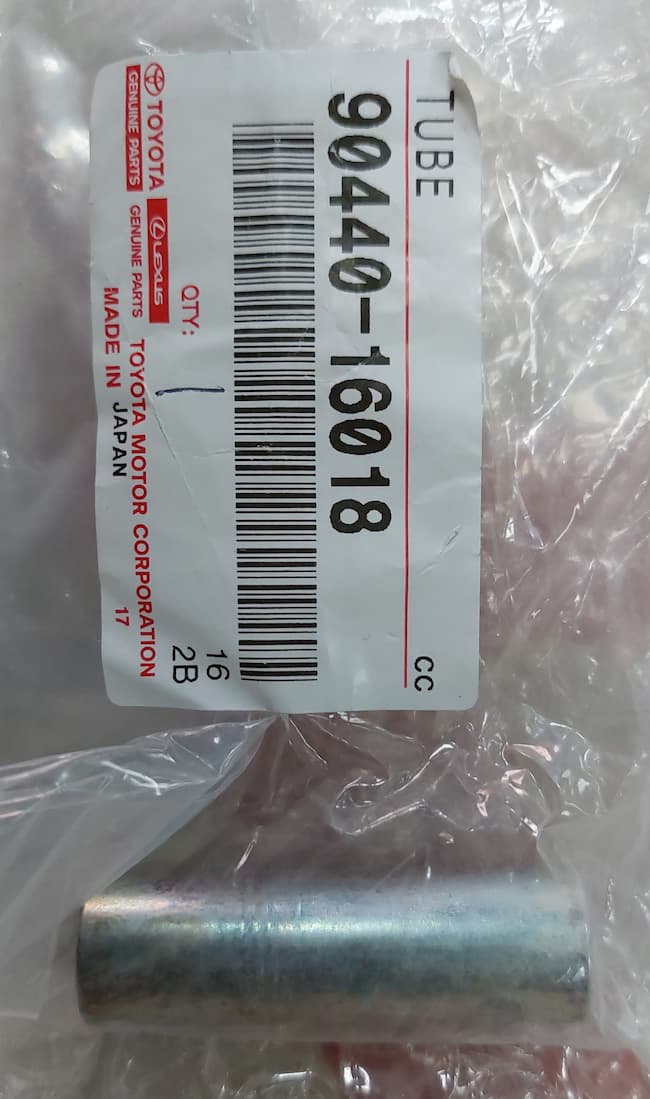 TUBE CC
90440-16018
16
QTY: 2B
TOYOTA LEXUS
GENUINE PARTS GENUINE PARTS
TOYOTA MOTOR CORPORATION
MADE IN JAPAN 17